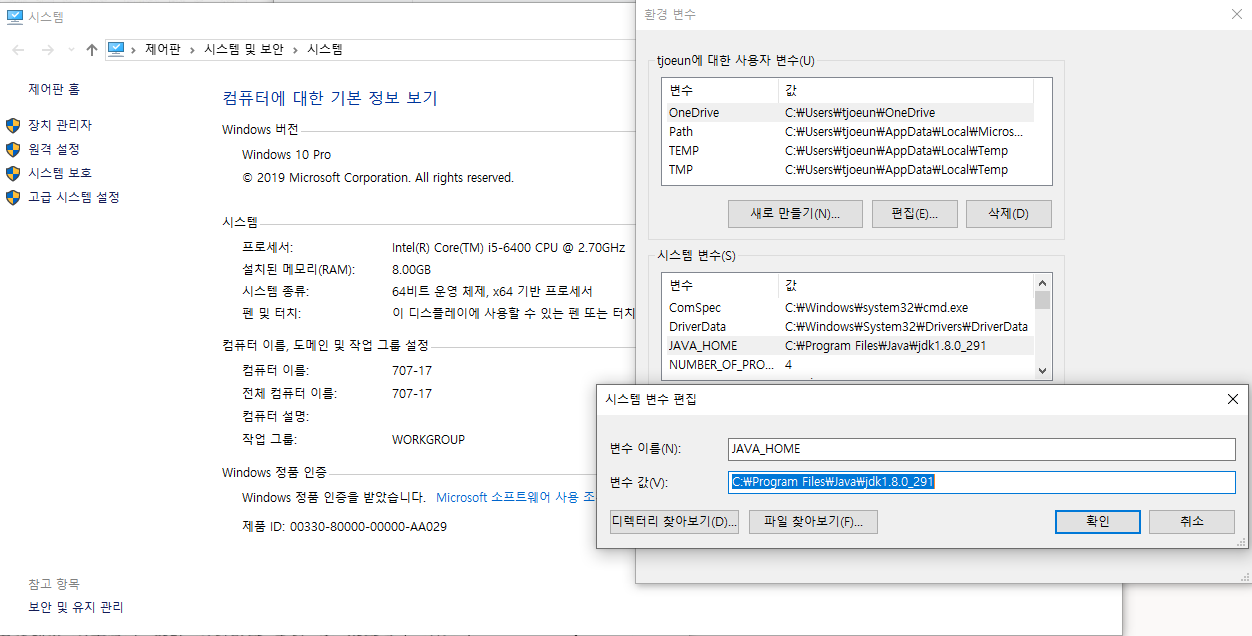 시스템
제어판 > 시스템 및 보안 > 시스템
제어판 홈
장치 관리자
원격 설정
시스템 보호
고급 시스템 설정
참고 항목
보안 및 유지 관리
컴퓨터에 대한 기본 정보 보기
Windows 버전
Windows 10 Pro
© 2019 Microsoft Corporation. All rights reserved.
시스템
프로세서: Intel(R) Core(TM) i5-6400 CPU @ 2.70GHz
설치된 메모리(RAM): 8.00GB
시스템 종류: 64비트 운영 체제, x64 기반 프로세서
펜 및 터치: 이 디스플레이에 사용할 수 있는 펜 또는 터치
컴퓨터 이름, 도메인 및 작업 그룹 설정
컴퓨터 이름: 707-17
전체 컴퓨터 이름: 707-17
컴퓨터 설명:
작업 그룹: WORKGROUP
Windows 정품 인증
Windows 정품 인증을 받았습니다. Microsoft 소프트웨어 사용 조
제품 ID: 00330-80000-00000-AA029
환경 변수
tjoeun에 대한 사용자 변수(U)
변수 값
OneDrive C:₩Users₩tjoeun₩OneDrive
Path C:₩Users₩tjoeun₩AppData₩Local₩Micros...
TEMP C:₩Users₩tjoeun₩AppData₩Local₩Temp
TMP C:₩Users₩tjoeun₩AppData₩Local₩Temp
새로 만들기(N)... 편집(E)... 삭제(D)
시스템 변수(S)
변수 값
ComSpec C:₩Windows₩system32₩cmd.exe
DriverData C:₩Windows₩System32₩Drivers₩DriverData
JAVA_HOME C:₩Program Files₩Java₩jdk1.8.0_291
NUMBER_OF_PRO... 4
시스템 변수 편집
변수 이름(N): JAVA_HOME
변수 값(V): C:₩Program Files₩Java₩jdk1.8.0_291
디렉터리 찾아보기(D)... 파일 찾아보기(F)... 확인 취소